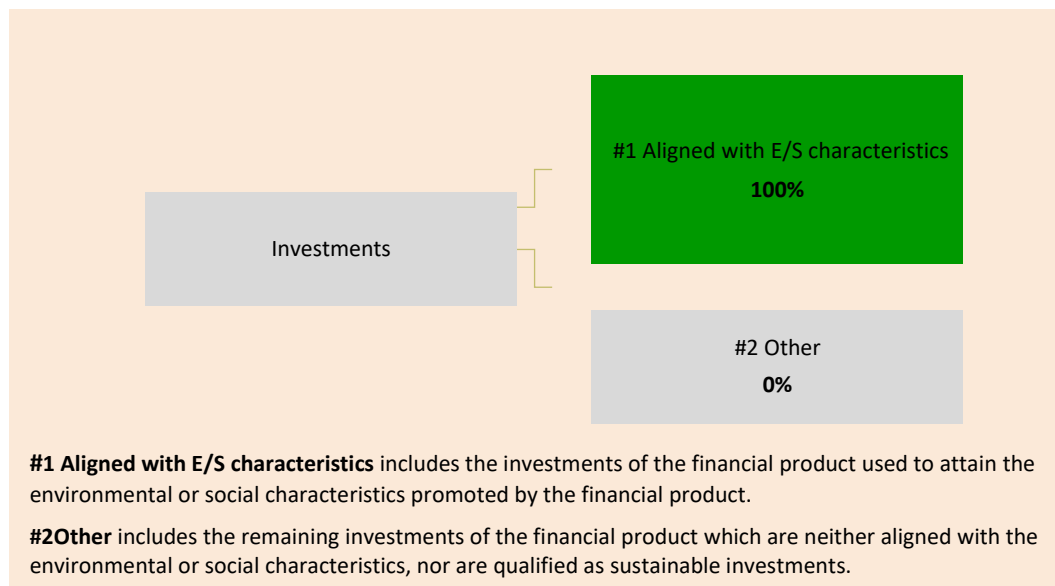 #1 Aligned with E/S characteristics
100%
Investments
#2 Other
0%
#1 Aligned with E/S characteristics includes the investments of the financial product used to attain the
environmental or social characteristics promoted by the financial product.
#2Other includes the remaining investments of the financial product which are neither aligned with the
environmental or social characteristics, nor are qualified as sustainable investments.